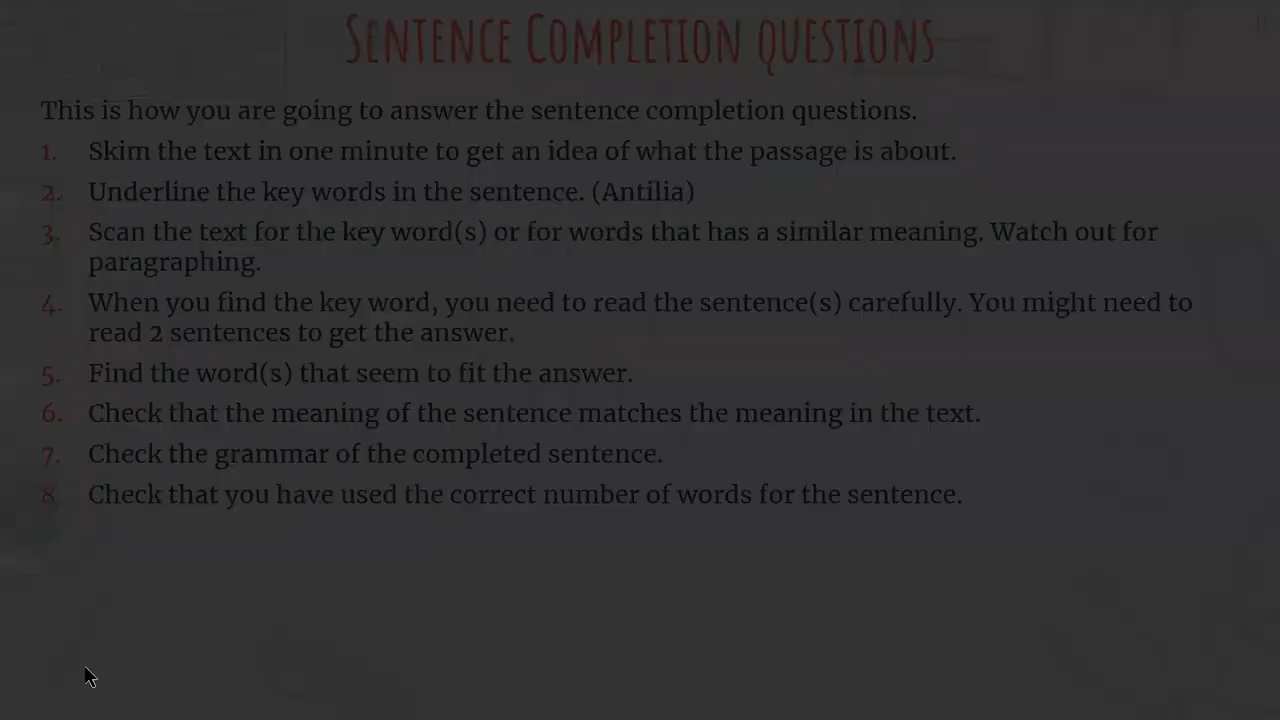 Sentence Completion questions
This is how you are going to answer the sentence completion questions.
1. Skim the text in one minute to get an idea of what the passage is about.
2. Underline the key words in the sentence. (Antilia)
3. Scan the text for the key word(s) or for words that has a similar meaning. Watch out for
paragraphing.
4. When you find the key word, you need to read the sentence(s) carefully. You might need to
read 2 sentences to get the answer.
5. Find the word(s) that seem to fit the answer.
6. Check that the meaning of the sentence matches the meaning in the text.
7. Check the grammar of the completed sentence.
8. Check that you have used the correct number of words for the sentence.